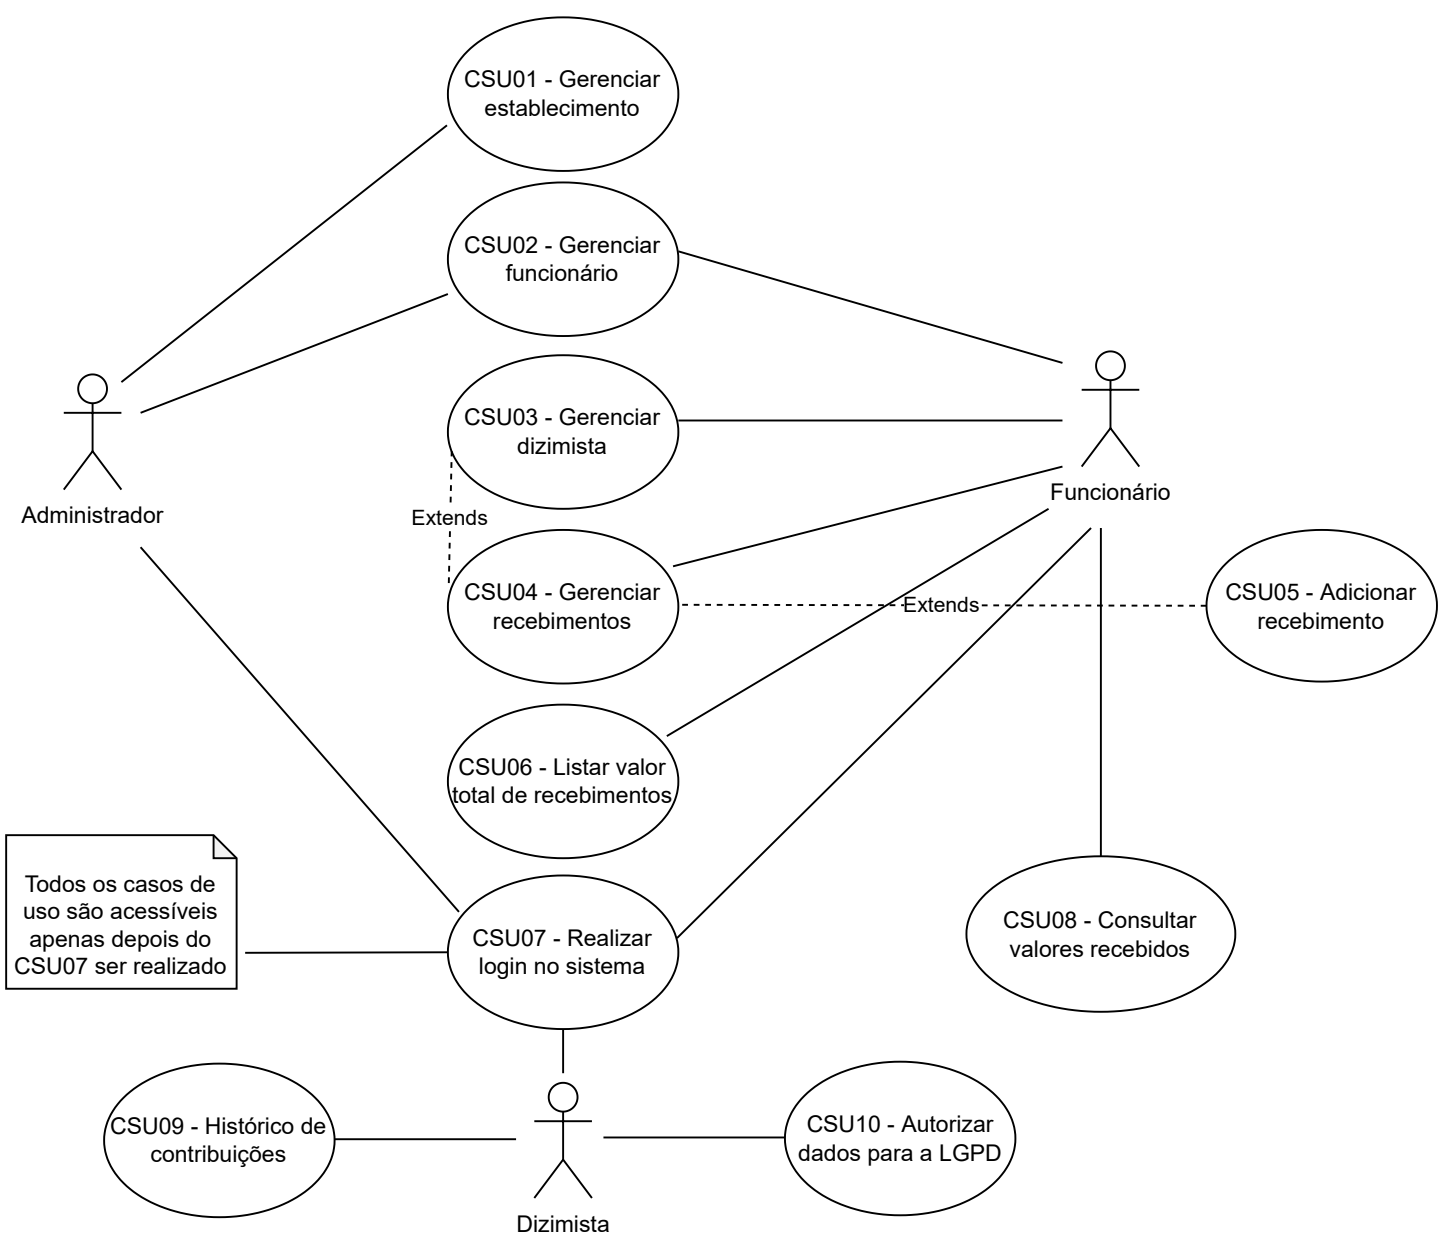 CSU01 - Gerenciar
establecimento
CSU02 - Gerenciar
funcionário
CSU03 - Gerenciar
dizimista
Administrador
Funcionário
Extends
CSU04 - Gerenciar
recebimentos
Extends
CSU05 - Adicionar
recebimento
CSU06 - Listar valor
total de recebimentos
Todos os casos de
uso são acessíveis
apenas depois do
CSU07 ser realizado
CSU07 - Realizar
login no sistema
CSU08 - Consultar
valores recebidos
CSU09 - Histórico de
contribuições
CSU10 - Autorizar
dados para a LGPD
Dizimista